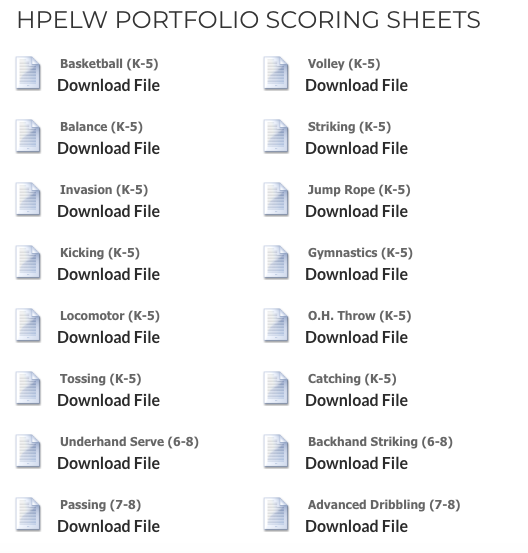 HPELW PORTFOLIO SCORING SHEETS
Basketball (K-5)
Download File
Volley (K-5)
Download File
Balance (K-5)
Download File
Striking (K-5)
Download File
Invasion (K-5)
Download File
Jump Rope (K-5)
Download File
Kicking (K-5)
Download File
Gymnastics (K-5)
Download File
Locomotor (K-5)
Download File
O.H. Throw (K-5)
Download File
Tossing (K-5)
Download File
Catching (K-5)
Download File
Underhand Serve (6-8)
Download File
Backhand Striking (6-8)
Download File
Passing (7-8)
Download File
Advanced Dribbling (7-8)
Download File